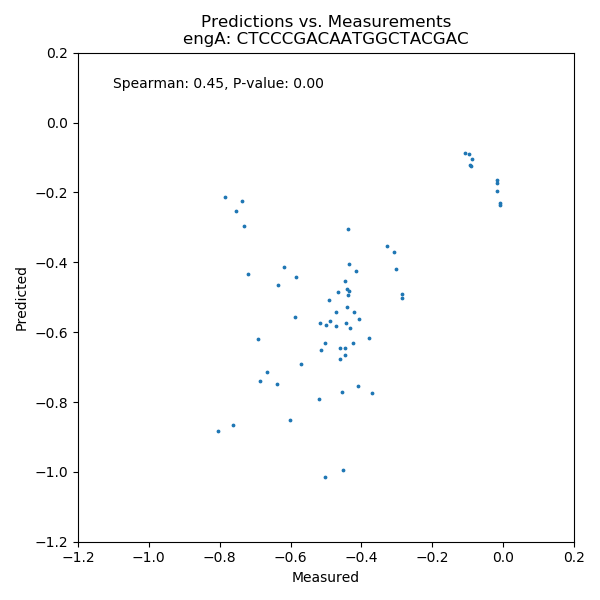 Predictions vs. Measurements
engA: CTCCCGACAATGGCTACGAC
Spearman: 0.45, P-value: 0.00
0.2
0.0
−0.2
−0.4
−0.6
−0.8
−1.0
−1.2
Predicted
−1.2 −1.0 −0.8 −0.6 −0.4 −0.2 0.0 0.2
Measured